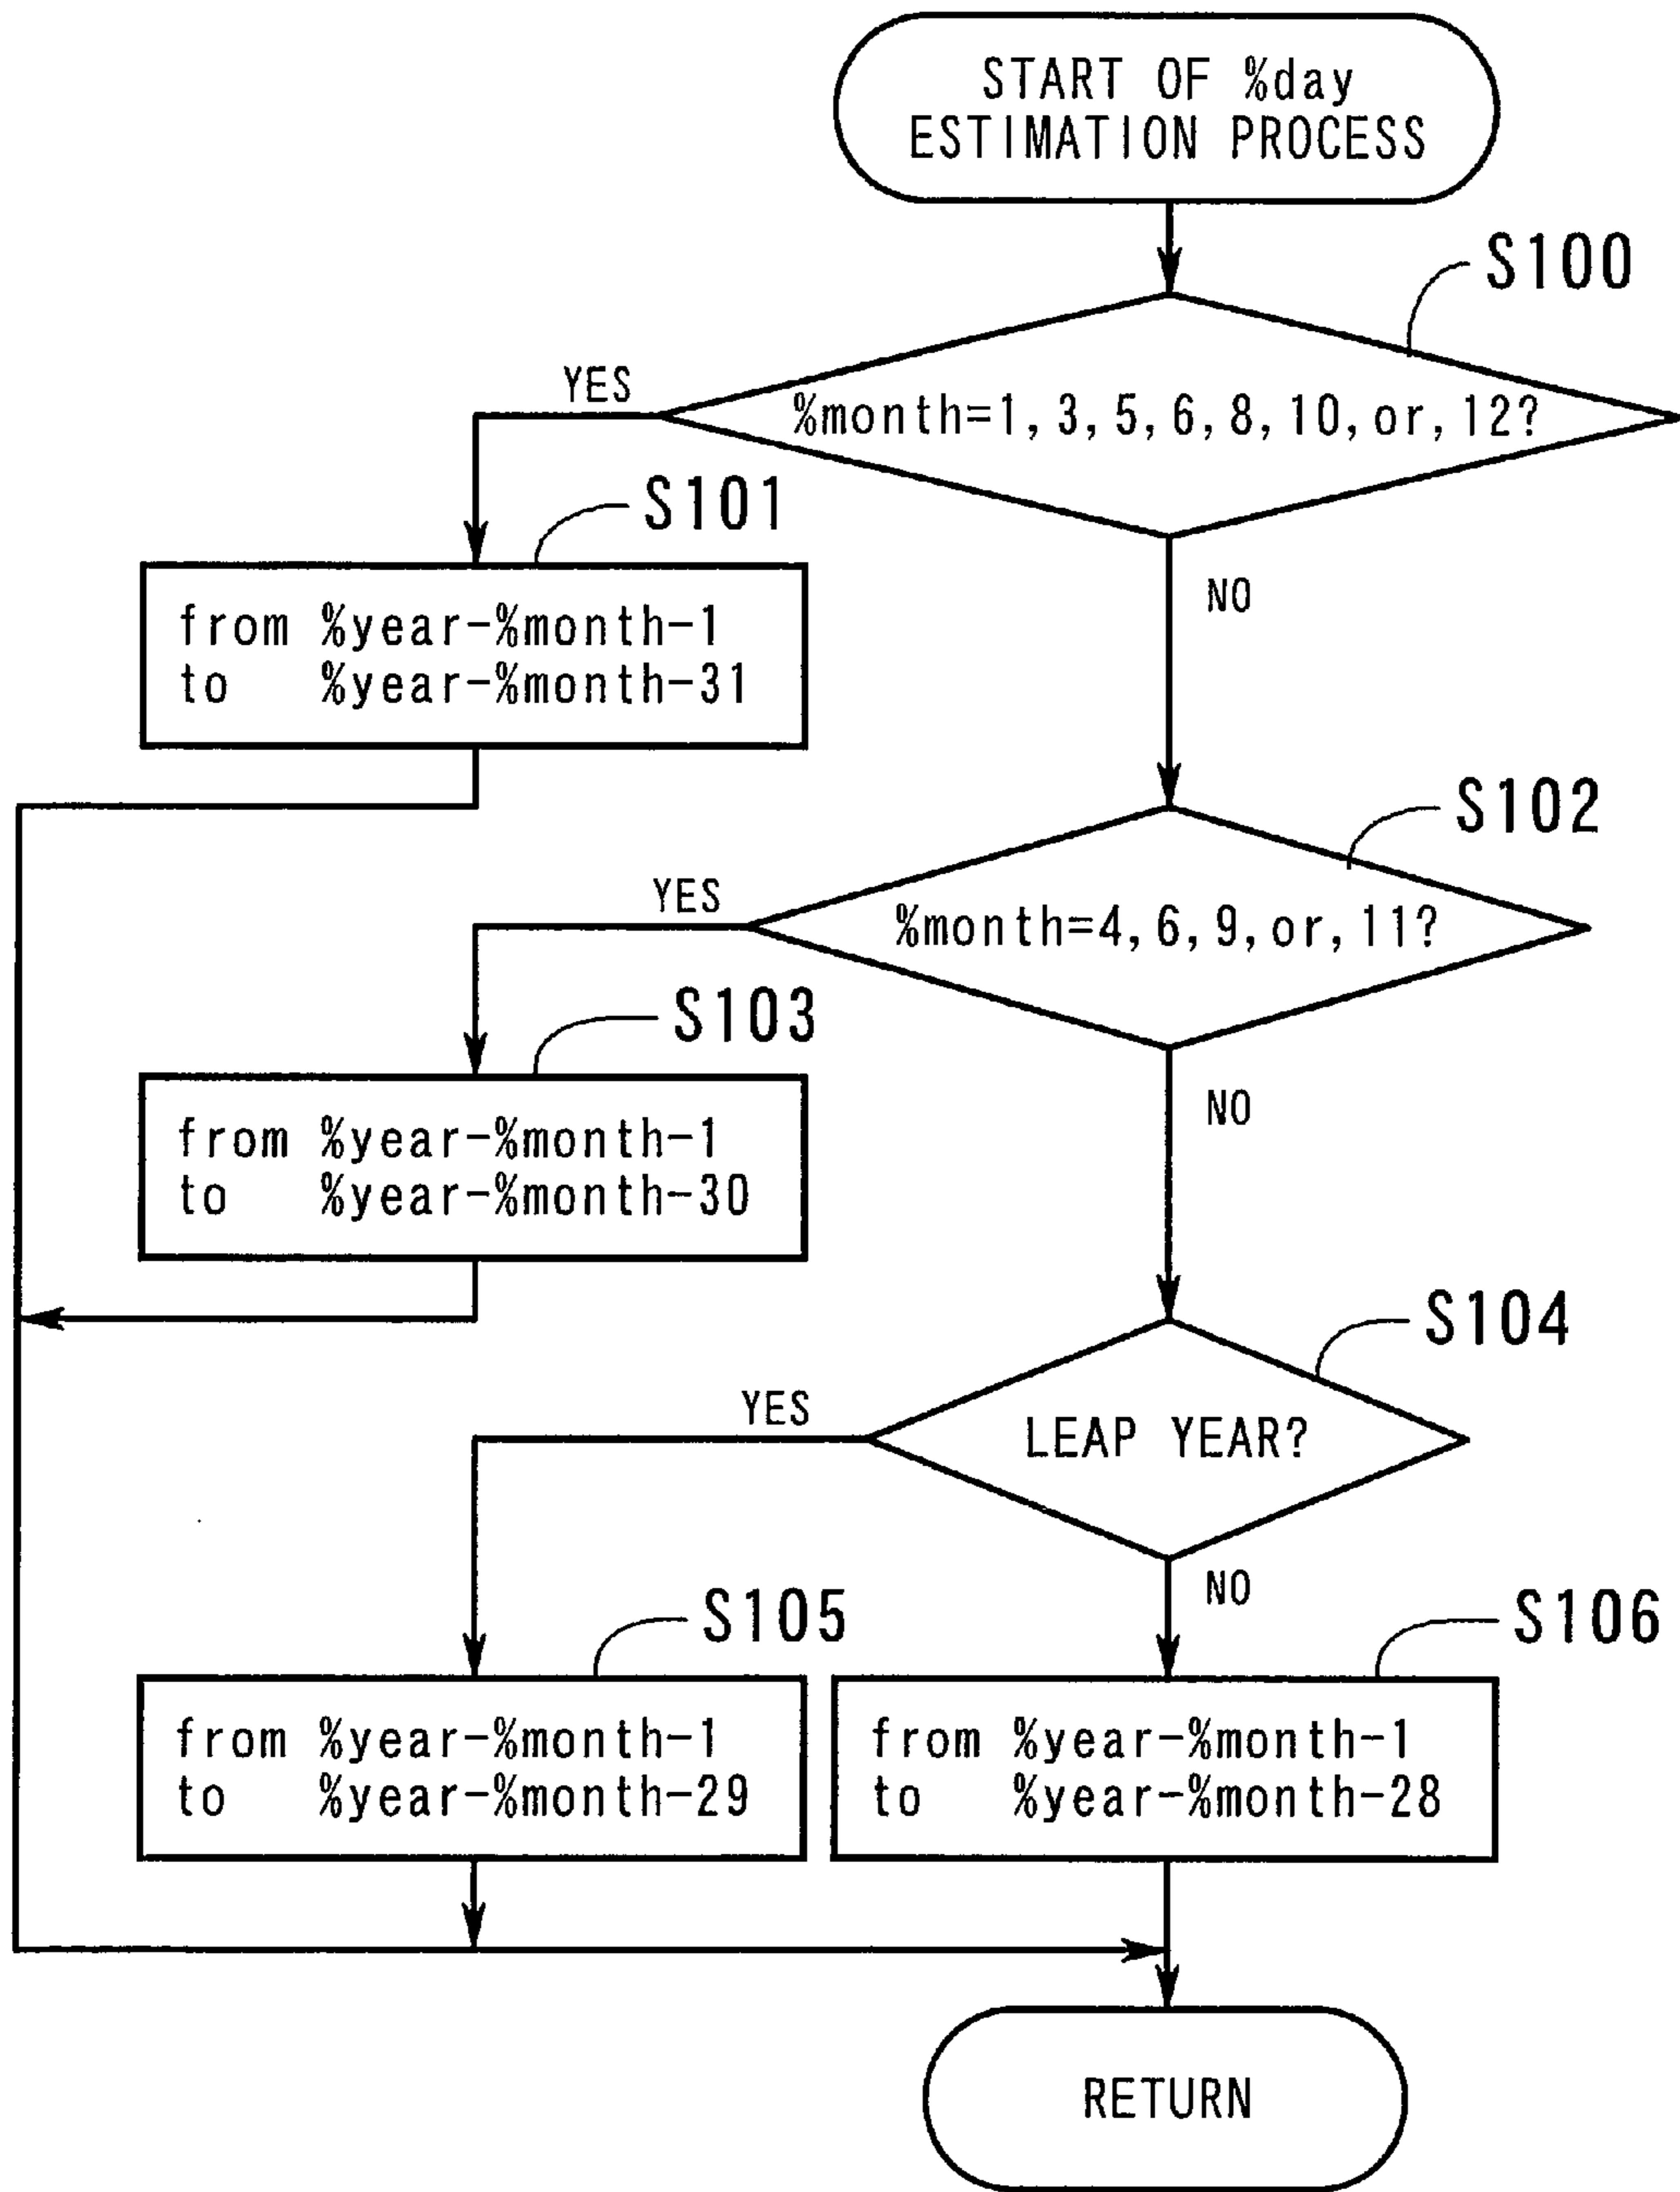 START OF %day
ESTIMATION PROCESS
S100
YES
%month=1, 3, 5, 6, 8, 10, or, 12?
S101
NO
from %year-%month-1
to %year-%month-31
S102
YES
%month=4, 6, 9, or, 11?
S103
NO
from %year-%month-1
to %year-%month-30
S104
YES
LEAP YEAR?
NO
S105
S106
from %year-%month-1
to %year-%month-29
from %year-%month-1
to %year-%month-28
RETURN